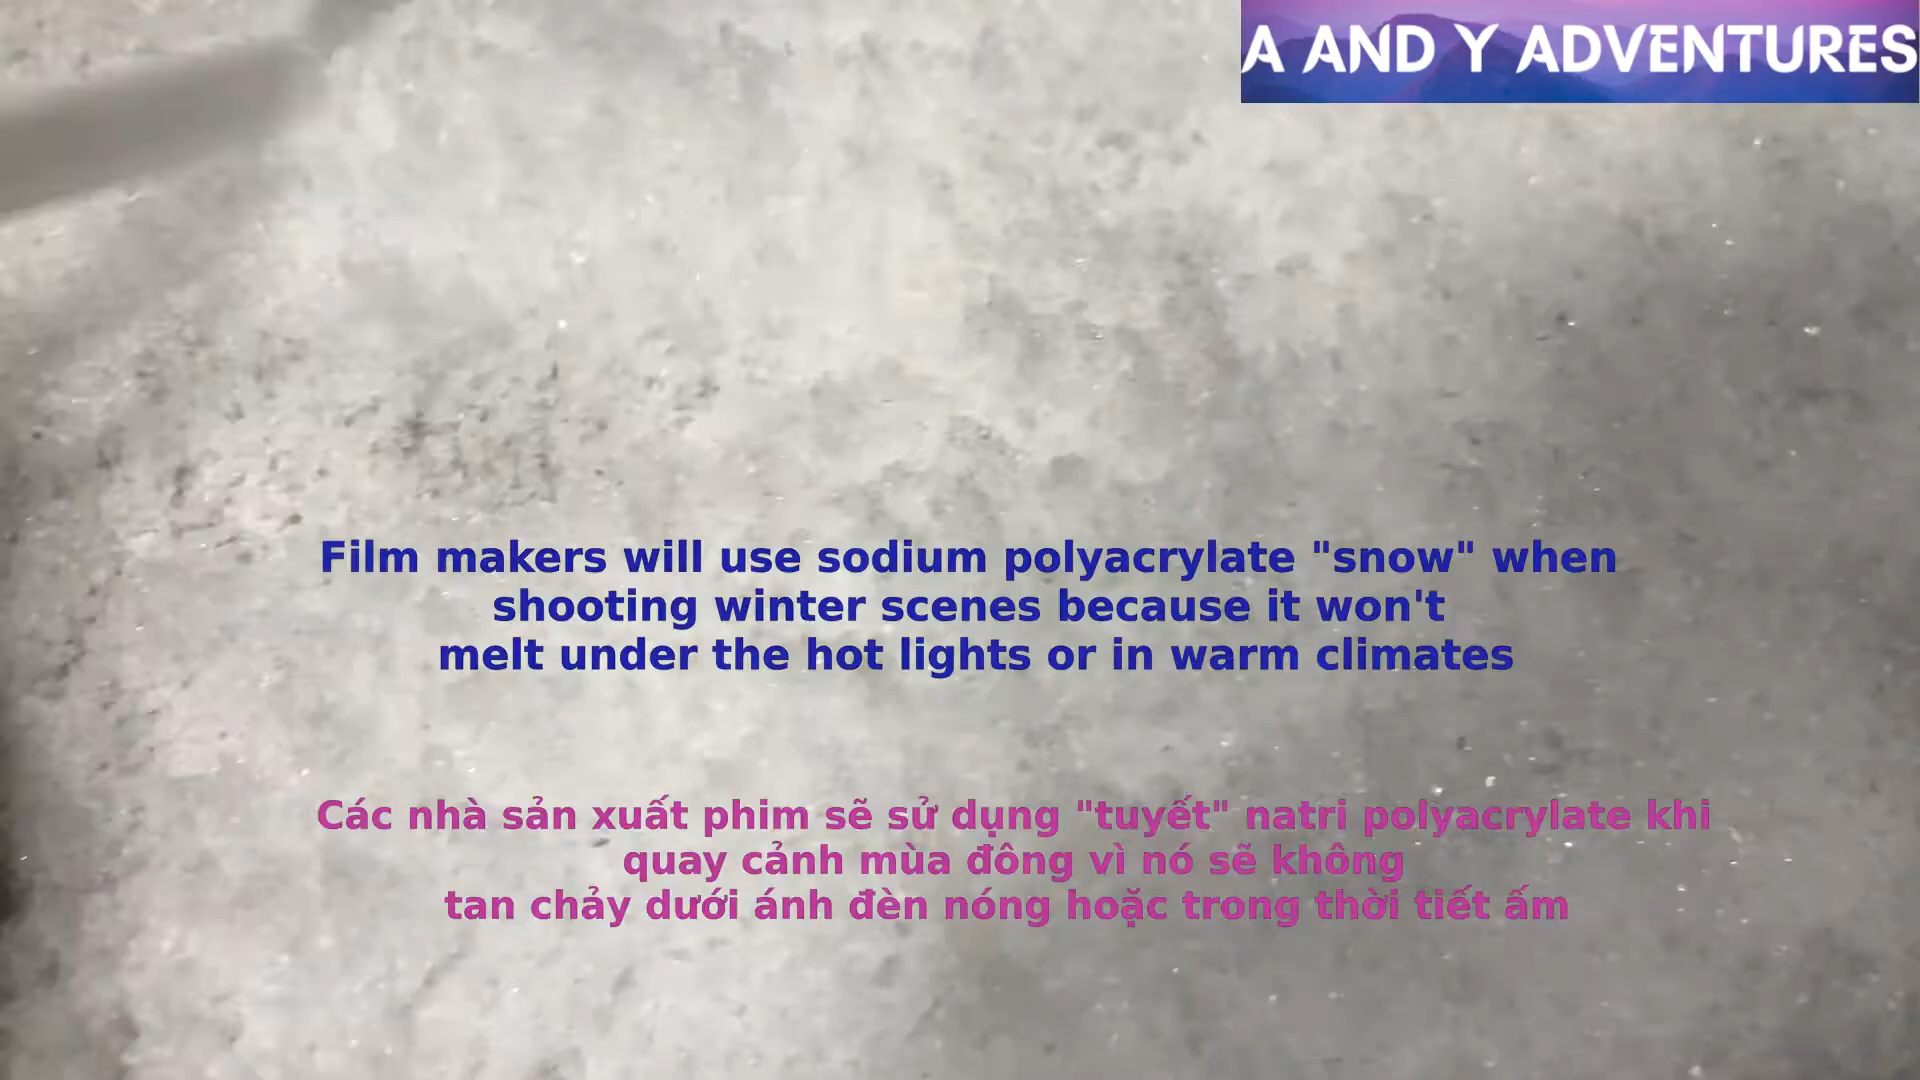 A AND Y ADVENTURES
Film makers will use sodium polyacrylate "snow" when
shooting winter scenes because it won't
melt under the hot lights or in warm climates
Các nhà sản xuất phim sẽ sử dụng "tuyết" natri polyacrylate khi
quay cảnh mùa đông vì nó sẽ không
tan chảy dưới ánh đèn nóng hoặc trong thời tiết ấm